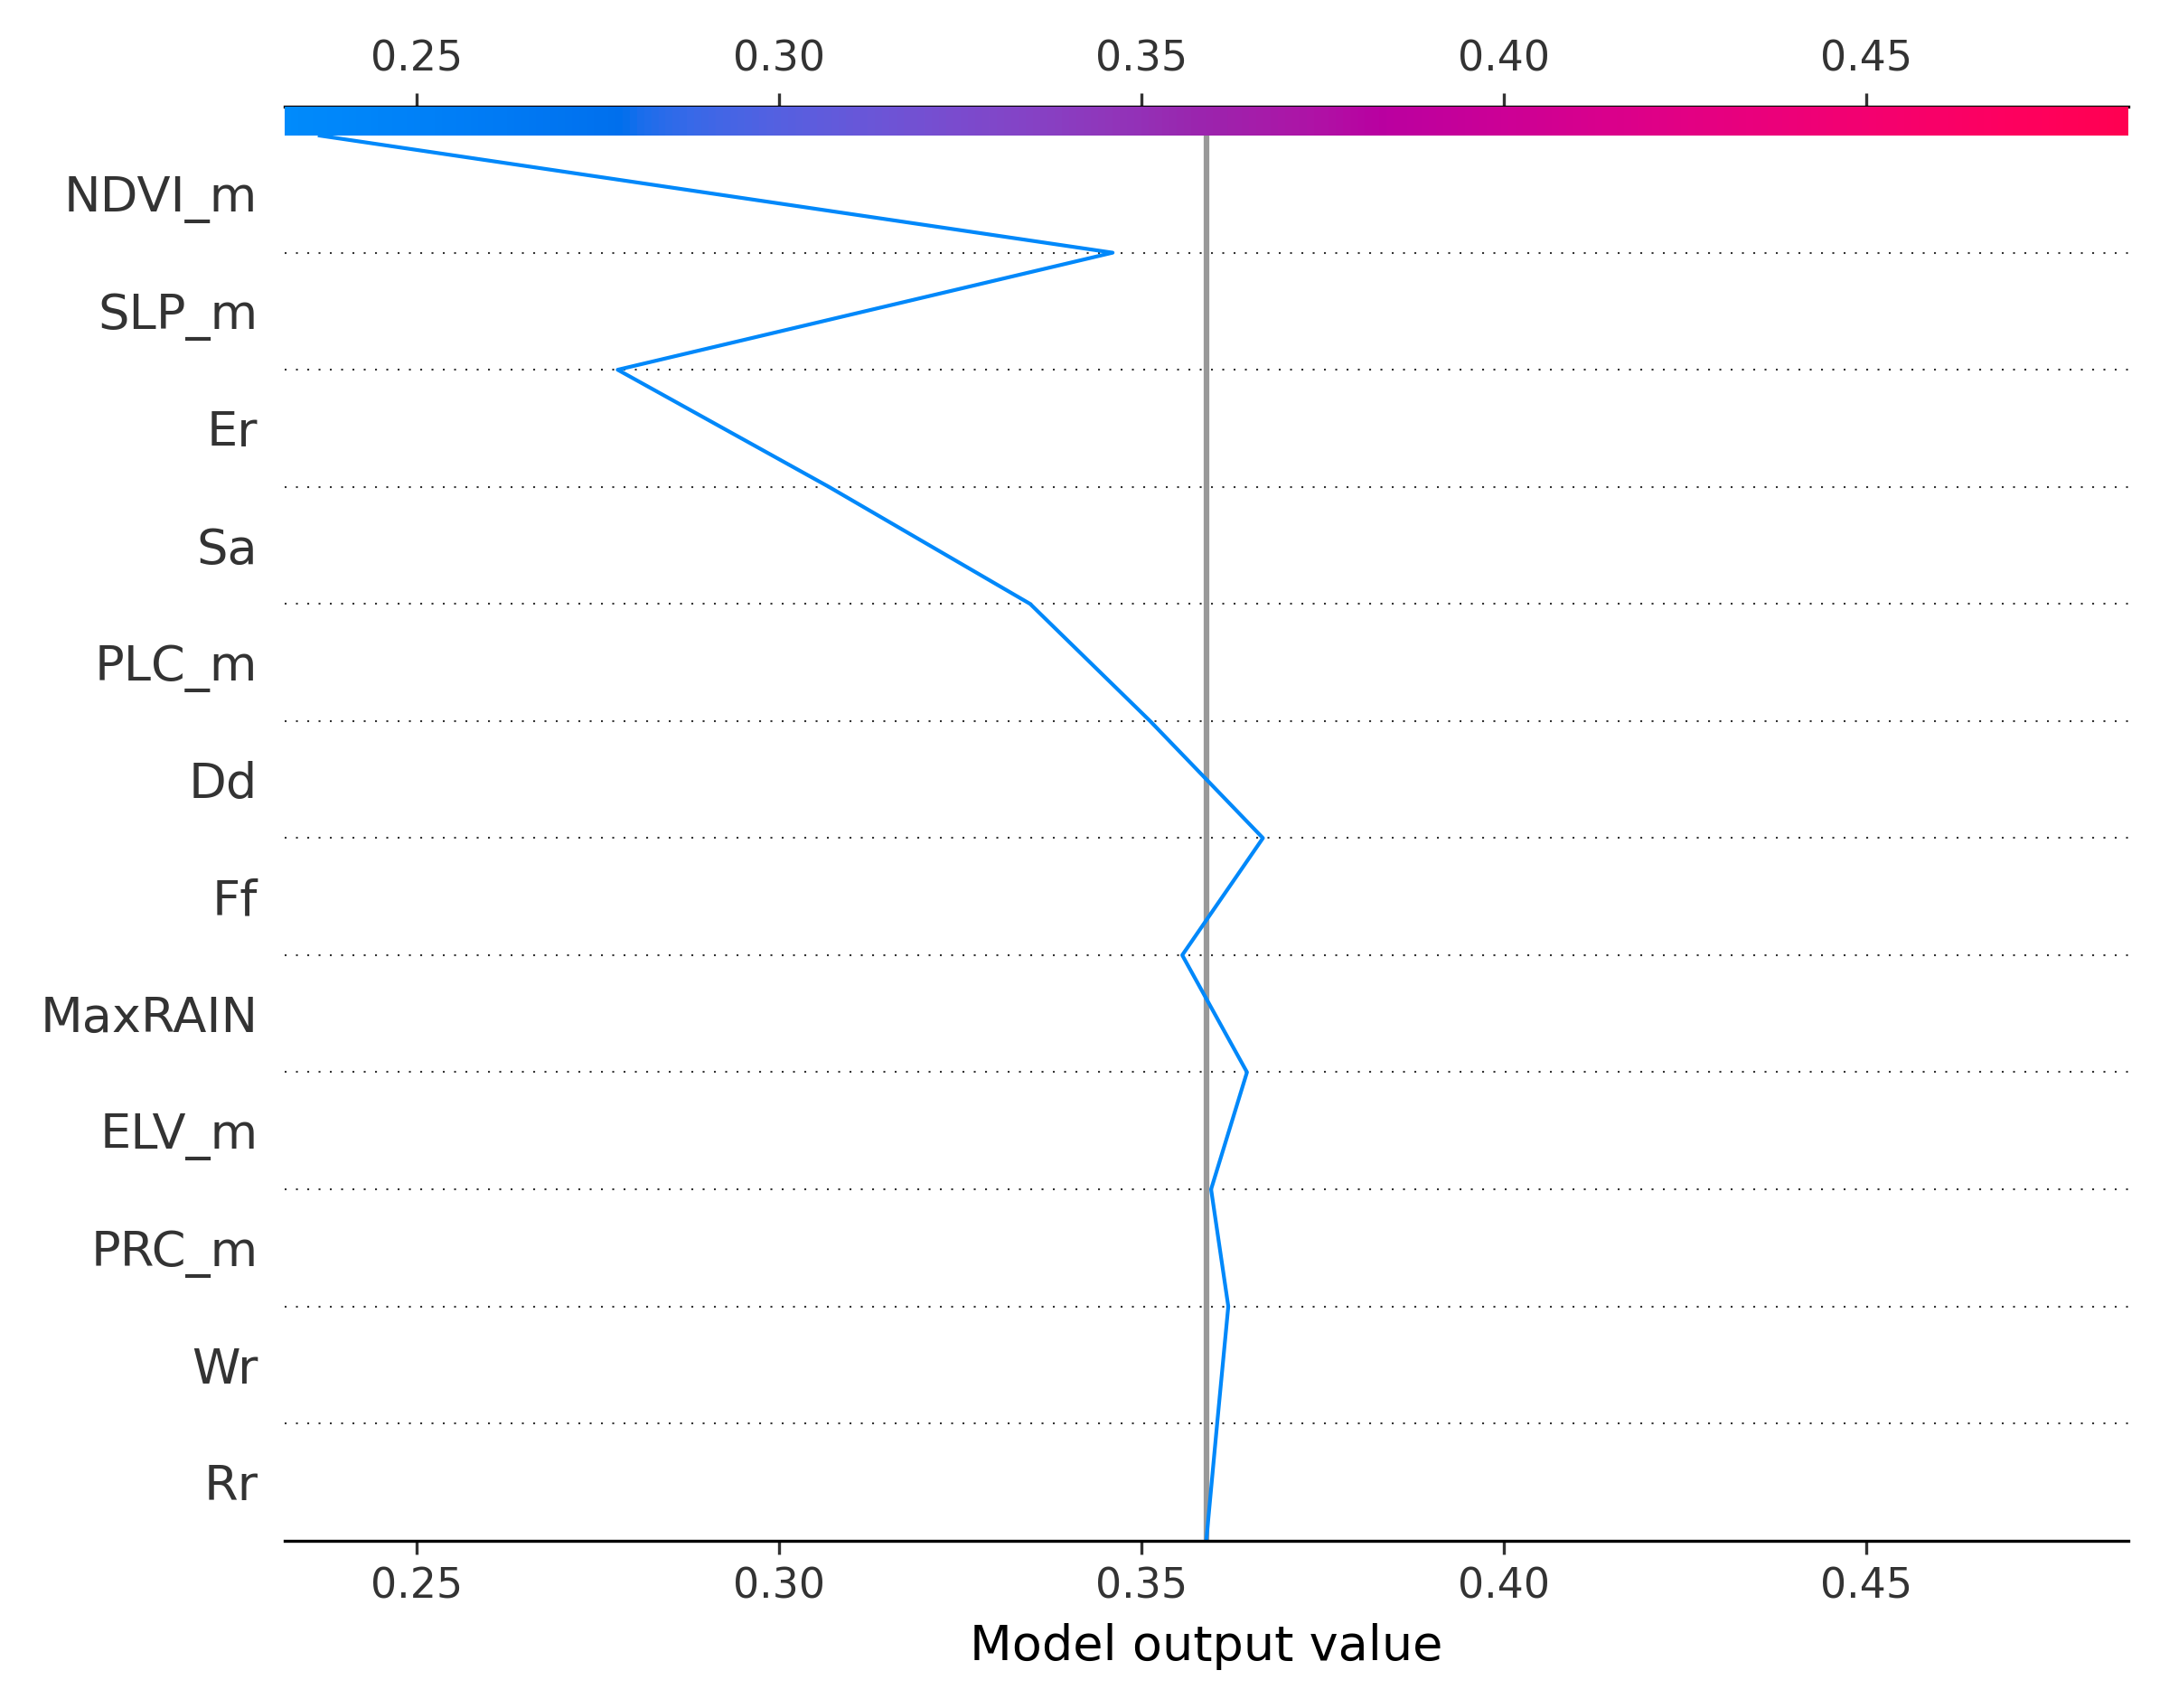 0.25 0.30 0.35 0.40 0.45
NDVI_m
SLP_m
Er
Sa
PLC_m
Dd
Ff
MaxRAIN
ELV_m
PRC_m
Wr
Rr
0.25 0.30 0.35 0.40 0.45
Model output value